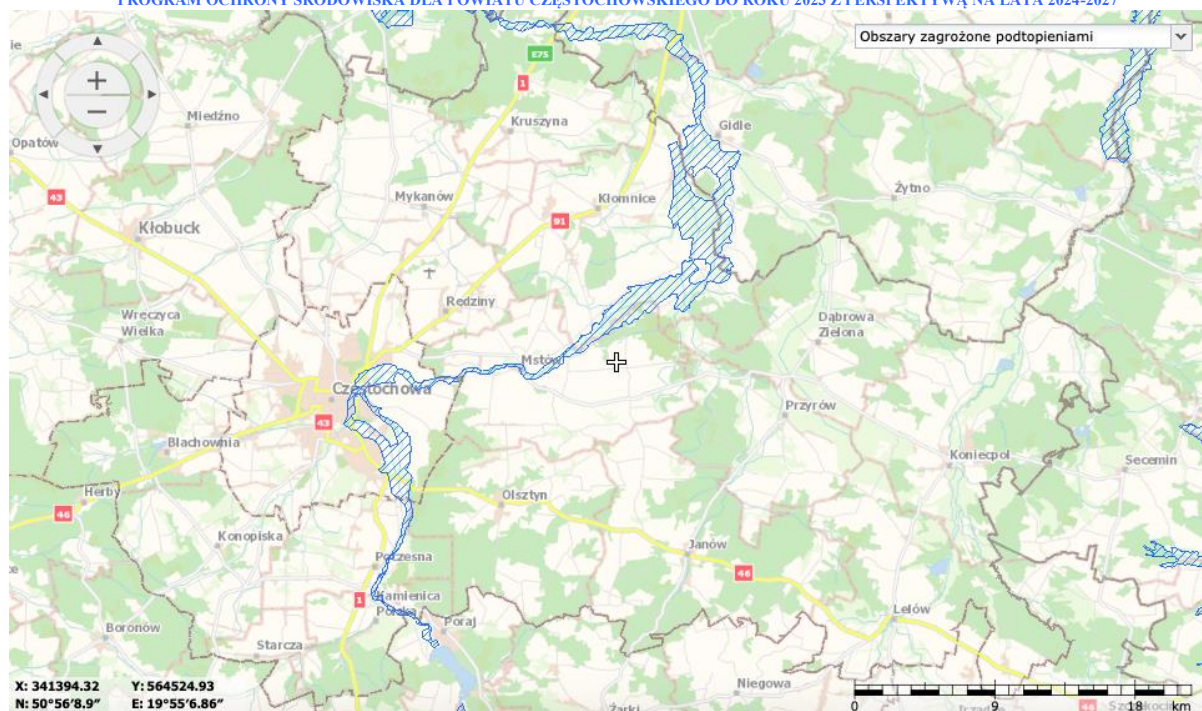 PROGRAM OCHRONY ŚRODOWISKA DLA POWIATU CZĘSTOCHOWSKIEGO DO ROKU 2023 Z PERSPEKTYWĄ NA LATA 2024-2027
Obszary zagrożone podtopieniami
E75
1
Miedźno
Kruszyna
Gidle
Opatów
43
Mykanów
Kłomnice
Żytno
91
Kłobuck
Rędziny
Wręczyca
Wielka
Dąbrowa
Zielona
Mstów
Częstochowa
43
Przyrów
Blachownia
Koniecpol
Secemin
Herby
Olsztyn
46
Konopiska
Janów
Poczesna
46
1
Kamienica
Polska
Lelów
Boronów
Poraj
Starcza
Niegowa
X: 341394.32 Y: 564524.93
N: 50°56'8.9" E: 19°55'6.86"
Żarki
46
0 9 18 km